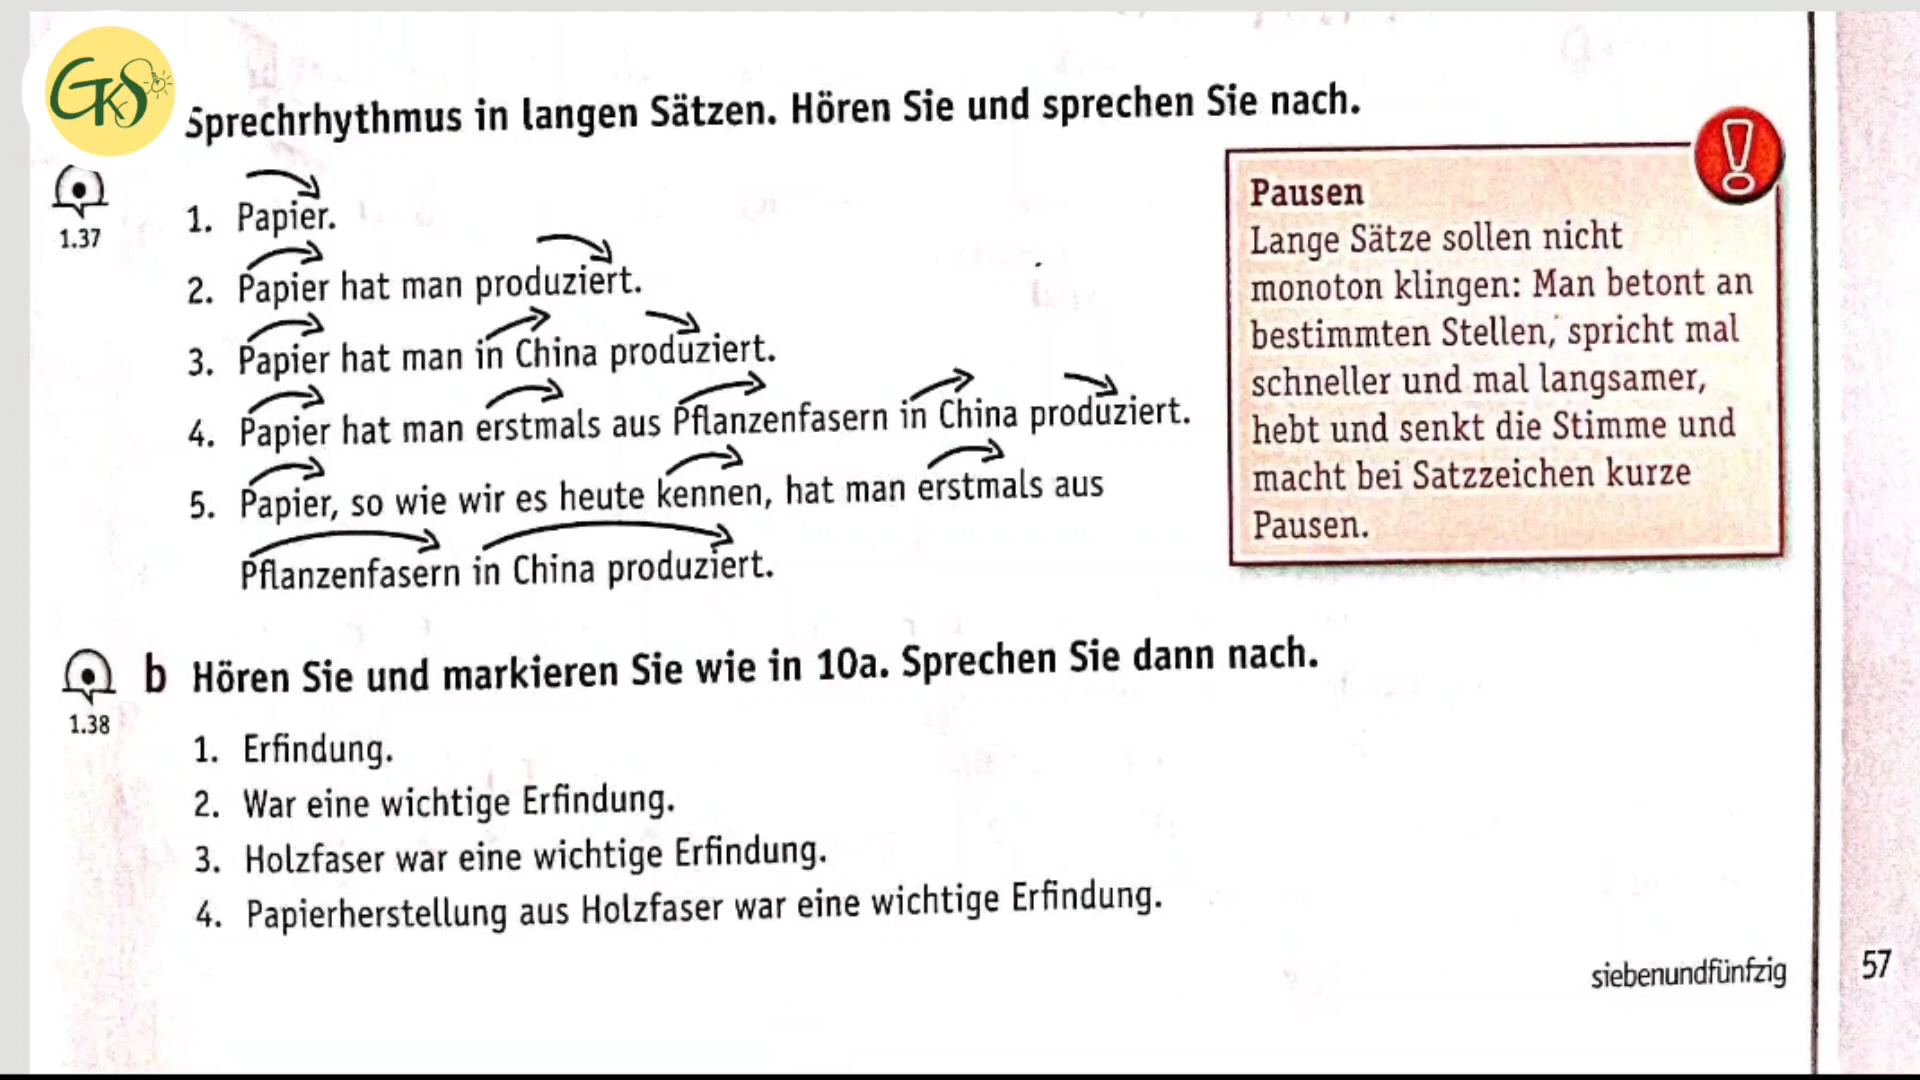 GKS
Sprechrhythmus in langen Sätzen. Hören Sie und sprechen Sie nach.
1.37
1. Papier.
2. Papier hat man produziert.
3. Papier hat man in China produziert.
4. Papier hat man erstmals aus Pflanzenfasern in China produziert.
5. Papier, so wie wir es heute kennen, hat man erstmals aus
Pflanzenfasern in China produziert.
Pausen
Lange Sätze sollen nicht
monoton klingen: Man betont an
bestimmten Stellen, spricht mal
schneller und mal langsamer,
hebt und senkt die Stimme und
macht bei Satzzeichen kurze
Pausen.
b Hören Sie und markieren Sie wie in 10a. Sprechen Sie dann nach.
1.38
1. Erfindung.
2. War eine wichtige Erfindung.
3. Holzfaser war eine wichtige Erfindung.
4. Papierherstellung aus Holzfaser war eine wichtige Erfindung.
siebenundfünfzig 57